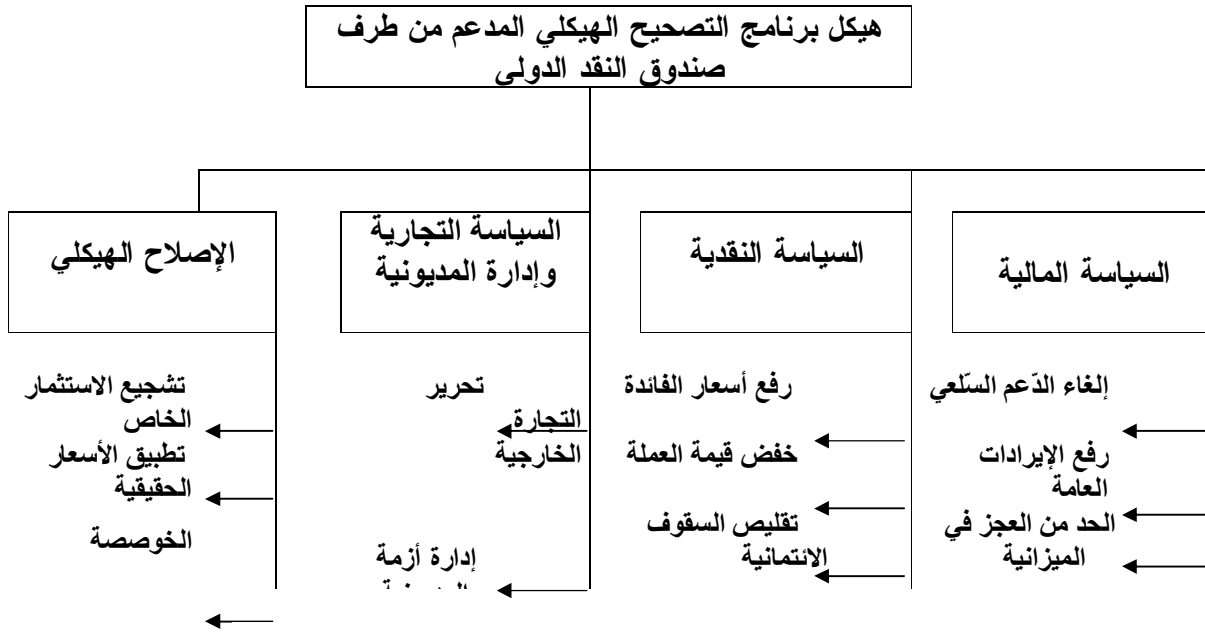 هيكل برنامج التصحيح الهيكلي المدعم من طرف
صندوق النقد الدولي
السياسة المالية
السياسة النقدية
السياسة التجارية
وإدارة المديونية
الإصلاح الهيكلي
إلغاء الدّعم السّلعي
رفع الإيرادات
العامة
الحد من العجز في
الميزانية
رفع أسعار الفائدة
خفض قيمة العملة
تقليص السقوف
الائتمانية
تحرير
التجارة
الخارجية
إدارة أزمة
تشجيع الاستثمار
الخاص
تطبيق الأسعار
الحقيقية
الخوصصة